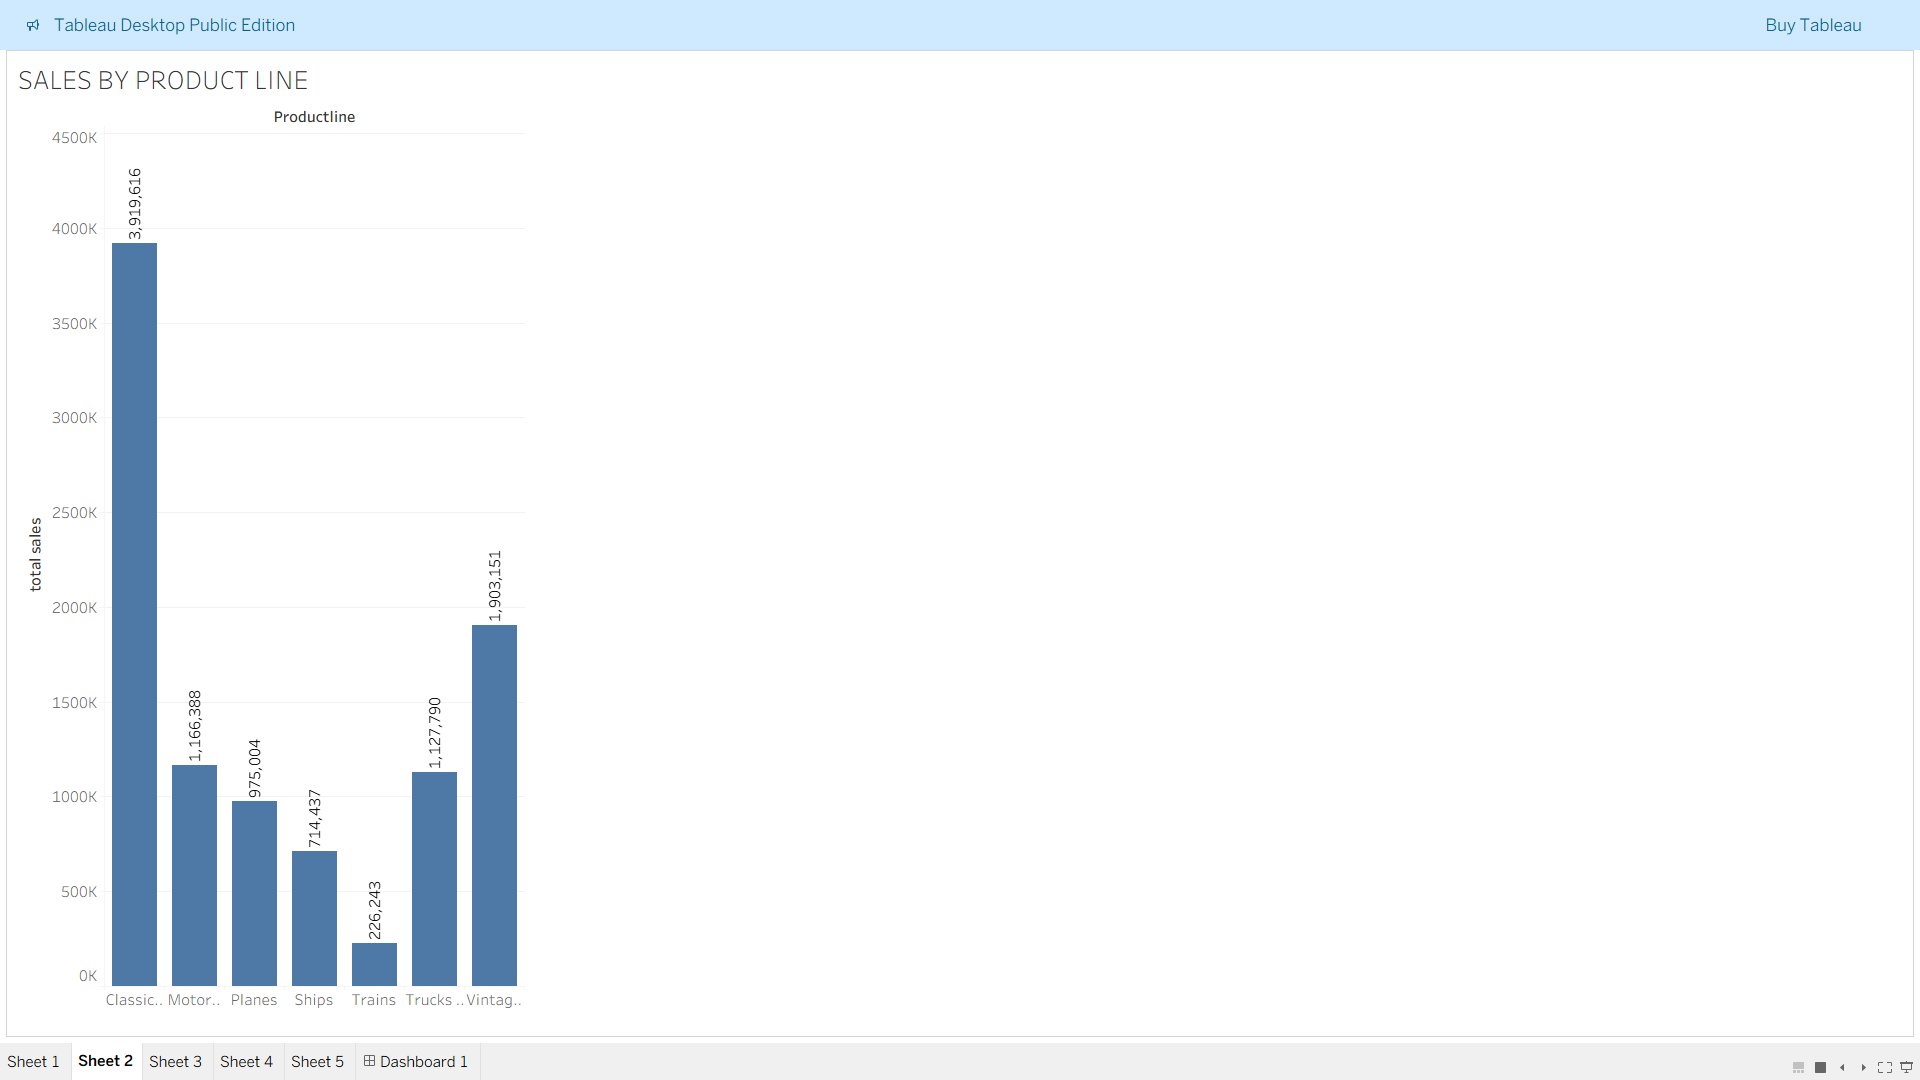 Tableau Desktop Public Edition
Buy Tableau
SALES BY PRODUCT LINE
Productline
total sales
4500K
4000K
3500K
3000K
2500K
2000K
1500K
1000K
500K
0K
3,919,616
1,166,388
975,004
714,437
226,243
1,127,790
1,903,151
Classic.. Motor.. Planes Ships Trains Trucks .. Vintag..
Sheet 1 Sheet 2 Sheet 3 Sheet 4 Sheet 5 Dashboard 1